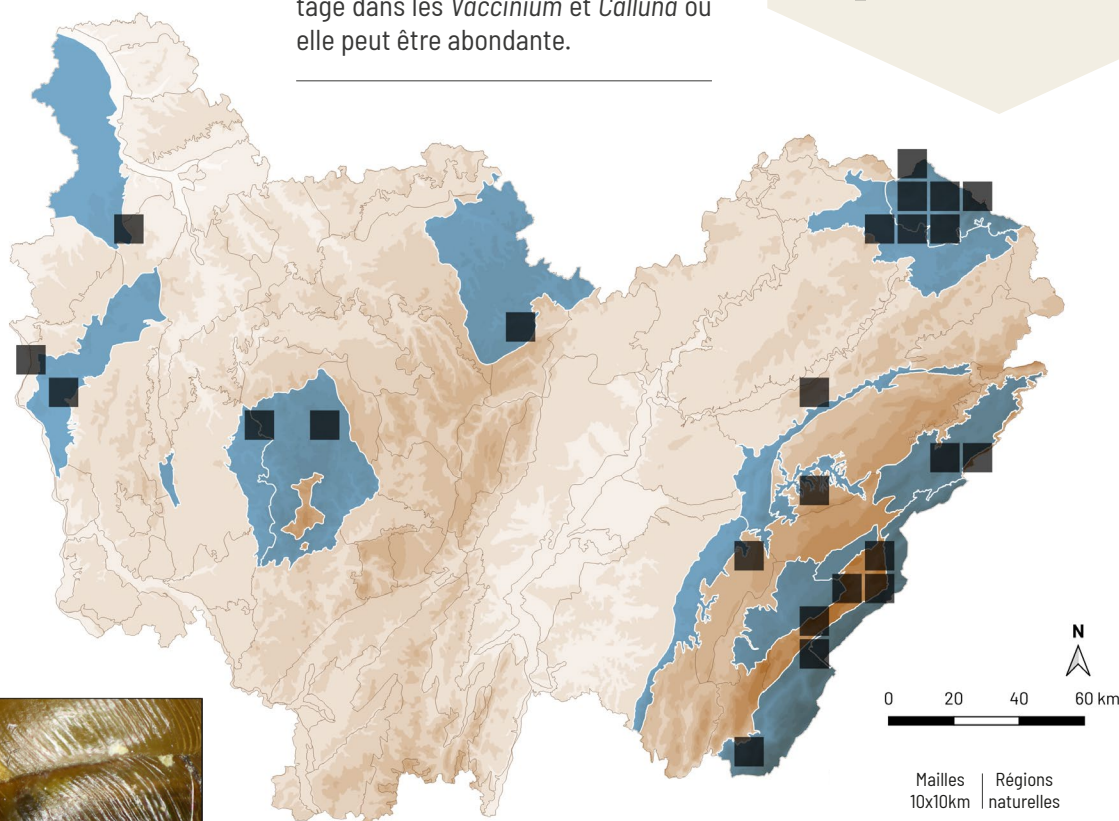 tage dans les Vaccinium et Calluna où
elle peut être abondante.
N
0 20 40 60 km
Mailles
10x10km
Régions
naturelles